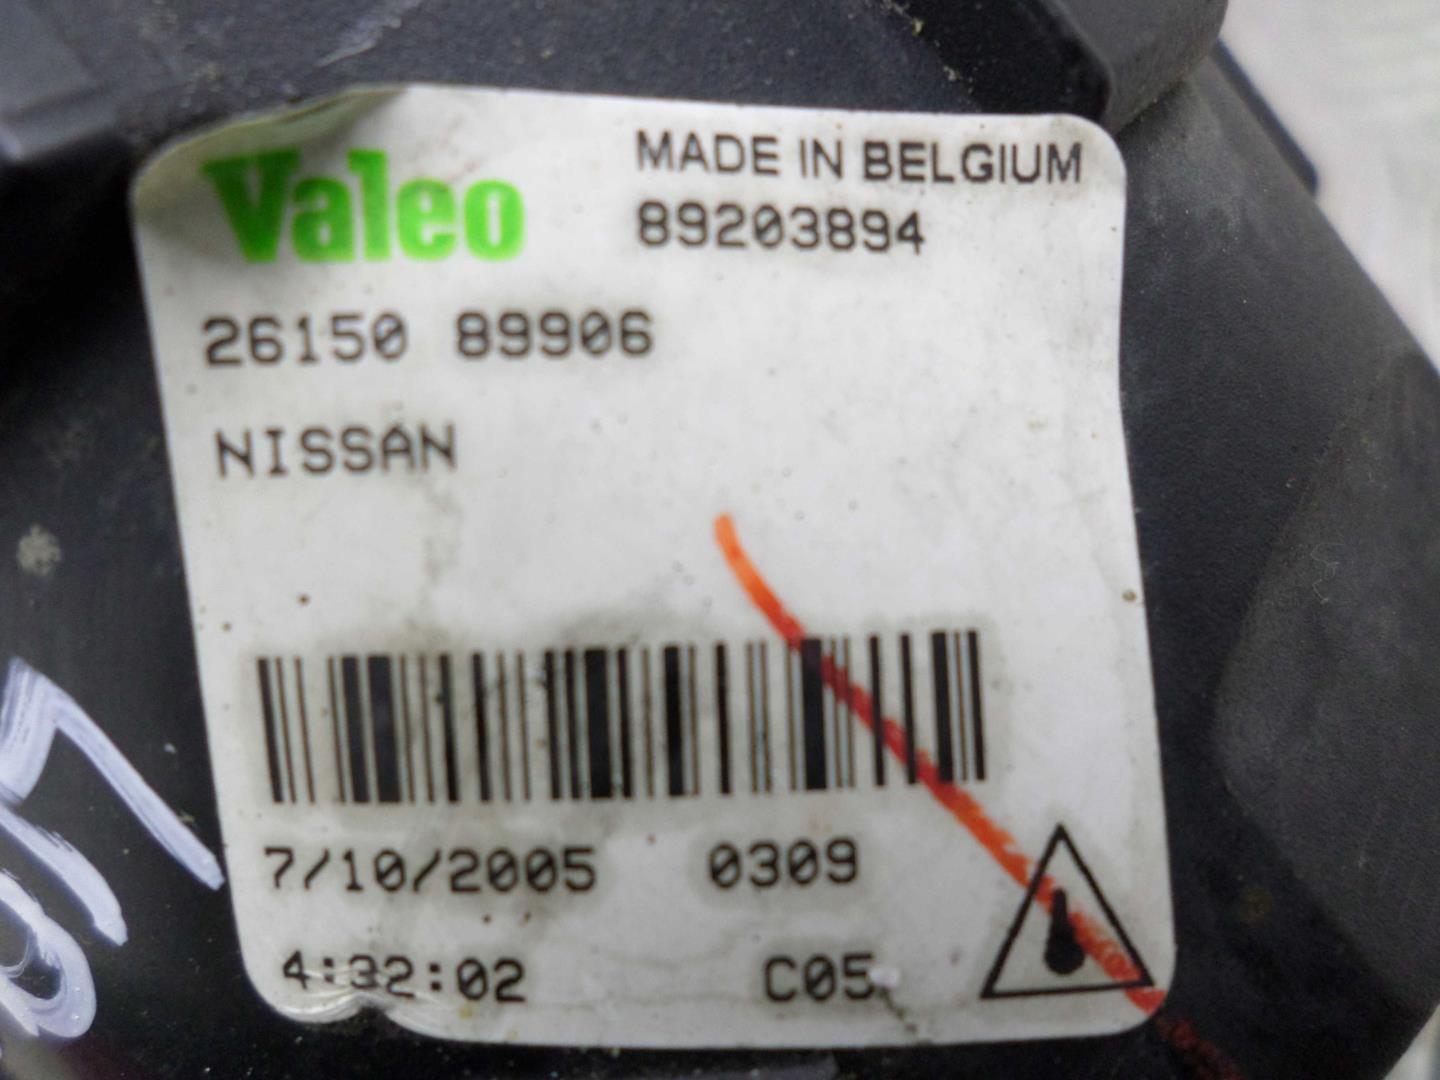 Valeo MADE IN BELGIUM
89203894
26150 89906
NISSAN
7/10/2005 0309
4:32:02 C05